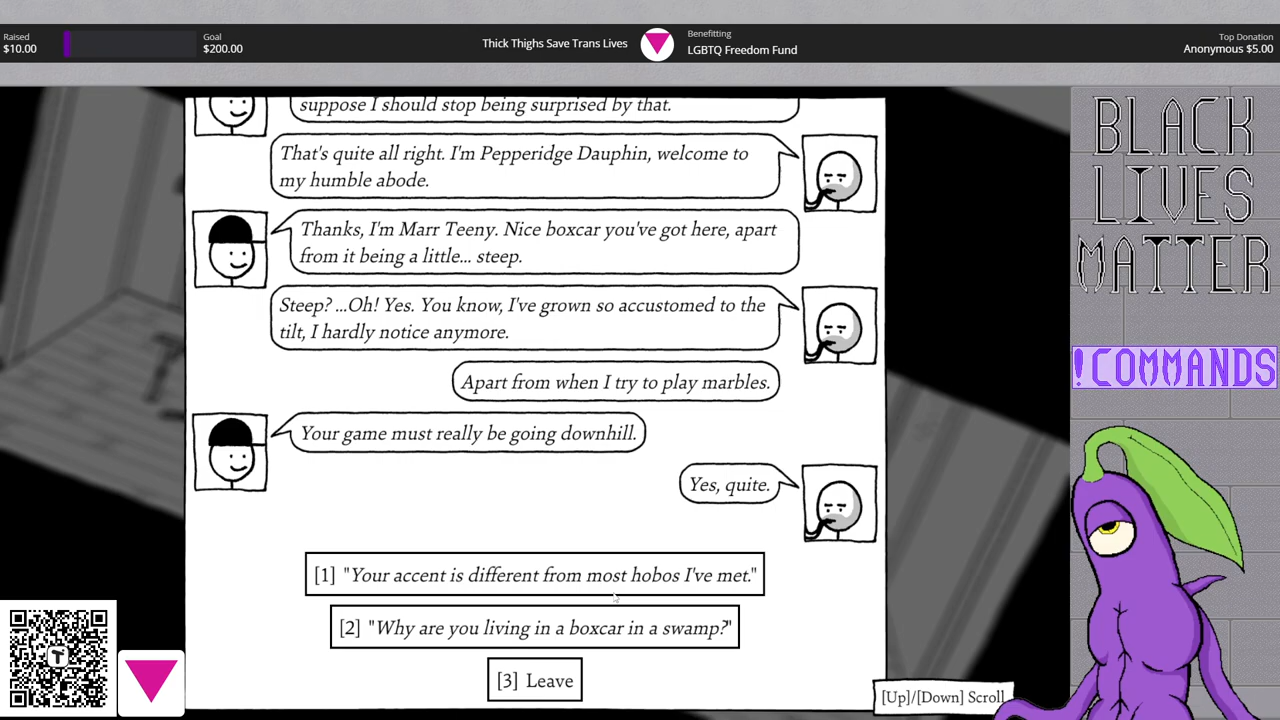 Raised
$10.00
Goal
$200.00
Thick Thighs Save Trans Lives
Benefitting
LGBTQ Freedom Fund
Top Donation
Anonymous $5.00
suppose I should stop being surprised by that.
That's quite all right. I'm Pepperidge Dauphin, welcome to
my humble abode.
Thanks, I'm Marr Teeny. Nice boxcar you've got here, apart
from it being a little... steep.
Steep? ...Oh! Yes. You know, I've grown so accustomed to the
tilt, I hardly notice anymore.
Apart from when I try to play marbles.
Your game must really be going downhill.
Yes, quite.
[1] "Your accent is different from most hobos I've met."
[2] "Why are you living in a boxcar in a swamp?"
[3] Leave
[Up]/[Down] Scroll
BLACK
LIVES
MATTER
!COMMANDS
T